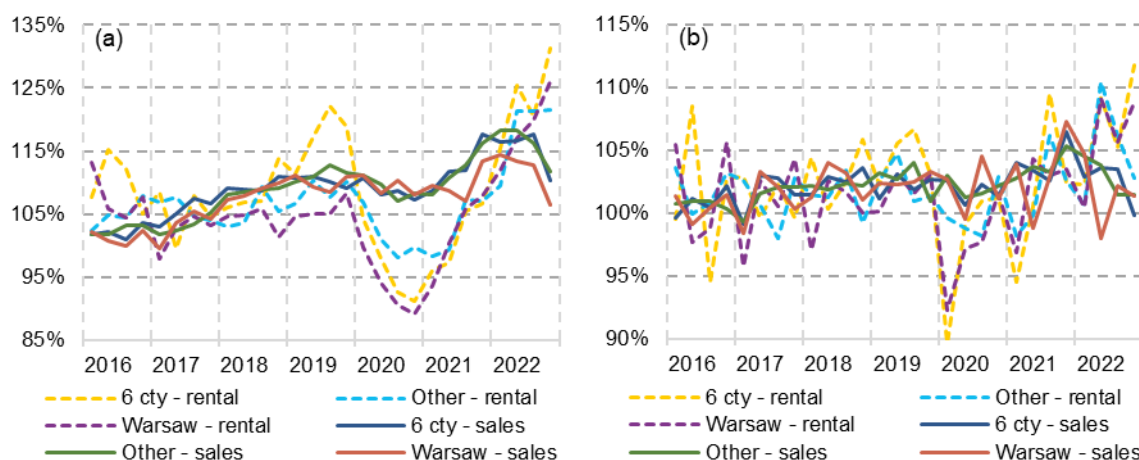 (a)
135%
125%
115%
105%
95%
85%
2016 2017 2018 2019 2020 2021 2022
6 cty - rental Other - rental
Warsaw - rental 6 cty - sales
Other - sales Warsaw - sales
(b)
115%
110%
105%
100%
95%
90%
2016 2017 2018 2019 2020 2021 2022
6 cty - rental Other - rental
Warsaw - rental 6 cty - sales
Other - sales Warsaw - sales